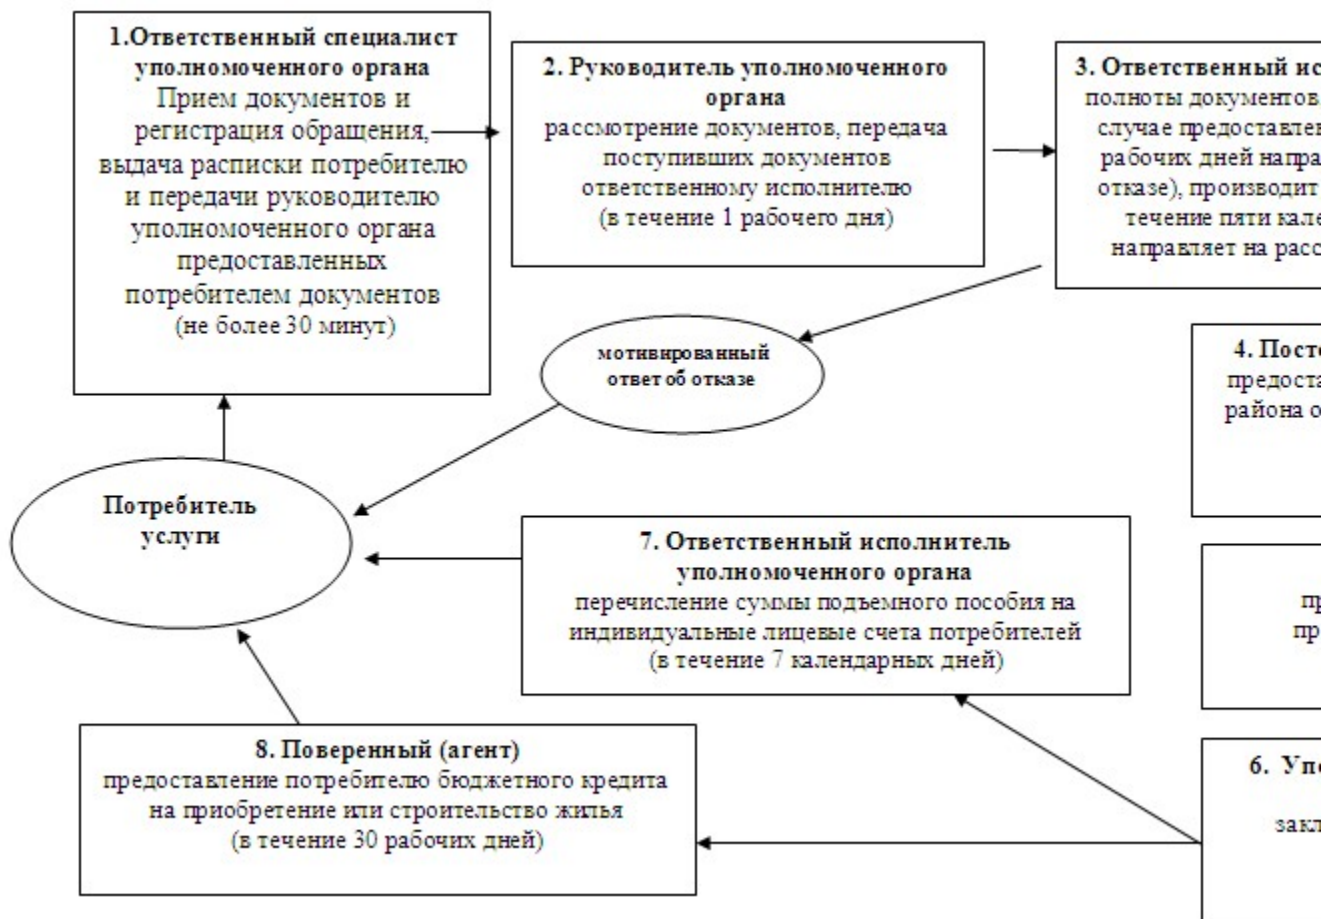 1.Ответственный специалист
уполномоченного органа
Прием документов и
регистрация обращения,
выдача расписки потребителю
и передачи руководителю
уполномоченного органа
предоставленных
потребителем документов
(не более 30 минут)
2. Руководитель уполномоченного
органа
рассмотрение документов, передача
поступивших документов
ответственному исполнителю
(в течение 1 рабочего дня)
3. Ответственный ис
полноты документов,
случае предоставле
рабочих дней напра
отказе), производит
течение пяти кале
направляет на расс
мотивированный
ответ об отказе
4. Пост
предоста
района о
Потребитель
услуги
7. Ответственный исполнитель
уполномоченного органа
перечисление суммы подъемного пособия на
индивидуальные лицевые счета потребителей
(в течение 7 календарных дней)
пр
пр
8. Поверенный (агент)
предоставление потребителю бюджетного кредита
на приобретение или строительство жилья
(в течение 30 рабочих дней)
6. Упо
закл